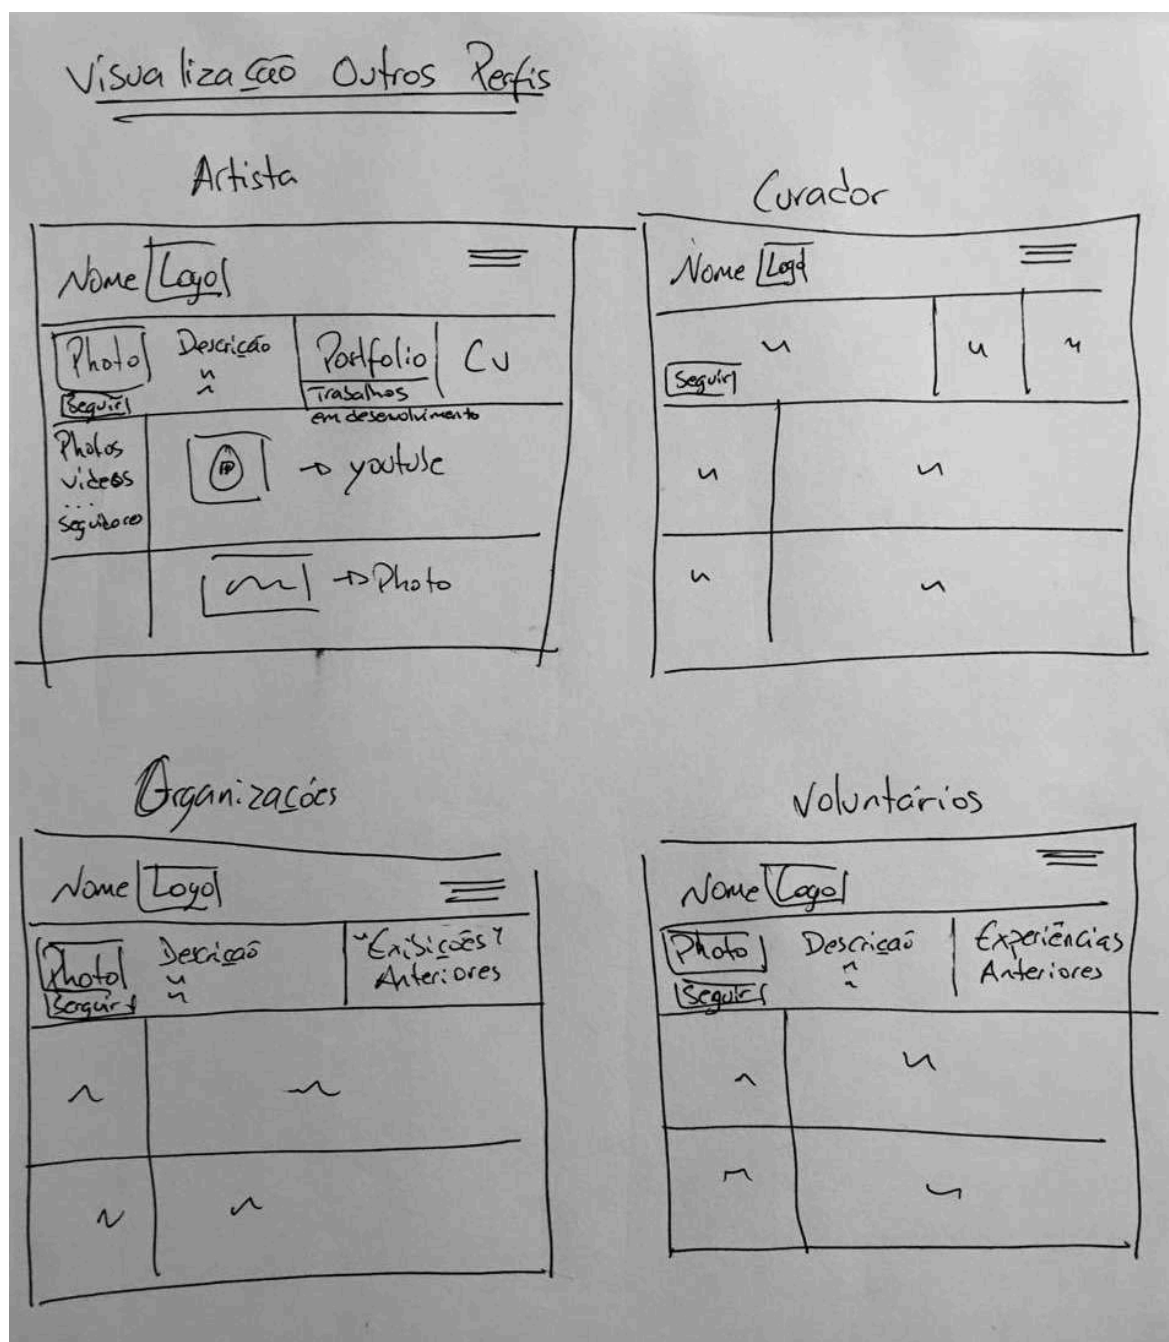 Visualização Outros Perfis
Artista
Nome Logo
Photo Descrição Portfolio CV
Seguir Trabalhos
em desenvolvimento
Photos
videos
...
Seguidores
→ youtube
→ Photo
Curador
Nome Logo
Seguir
Organizações
Nome Logo
Photo Descrição "Exibições"
Anteriores
Seguir
Voluntários
Nome Logo
Photo Descrição Experiências
Anteriores
Seguir